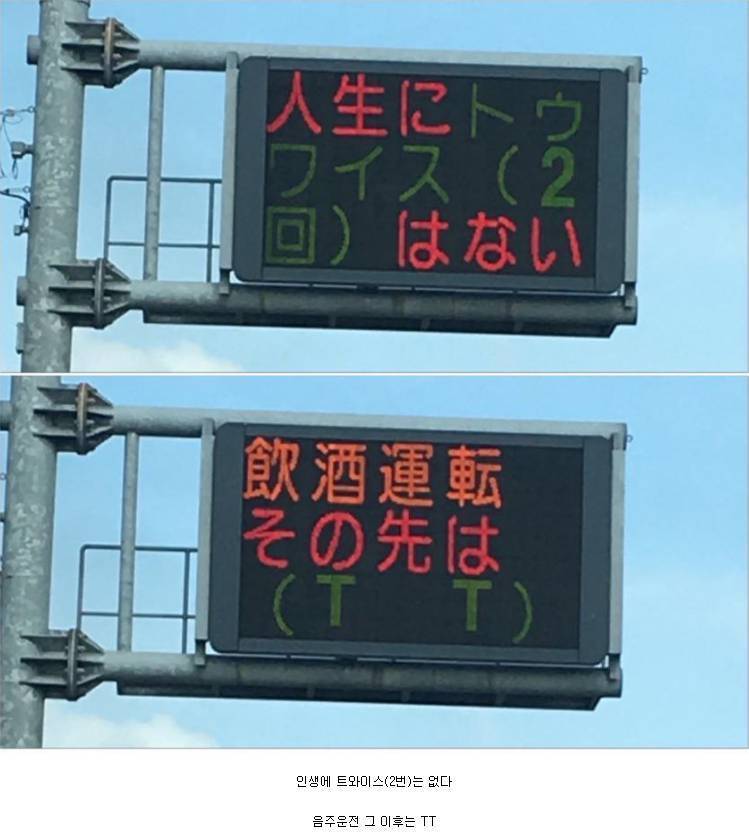 人生にトゥ
ワイス(2
回)はない
飲酒運転
その先は
(T T)
인생에 트와이스(2번)는 없다
음주운전 그 이후는 TT